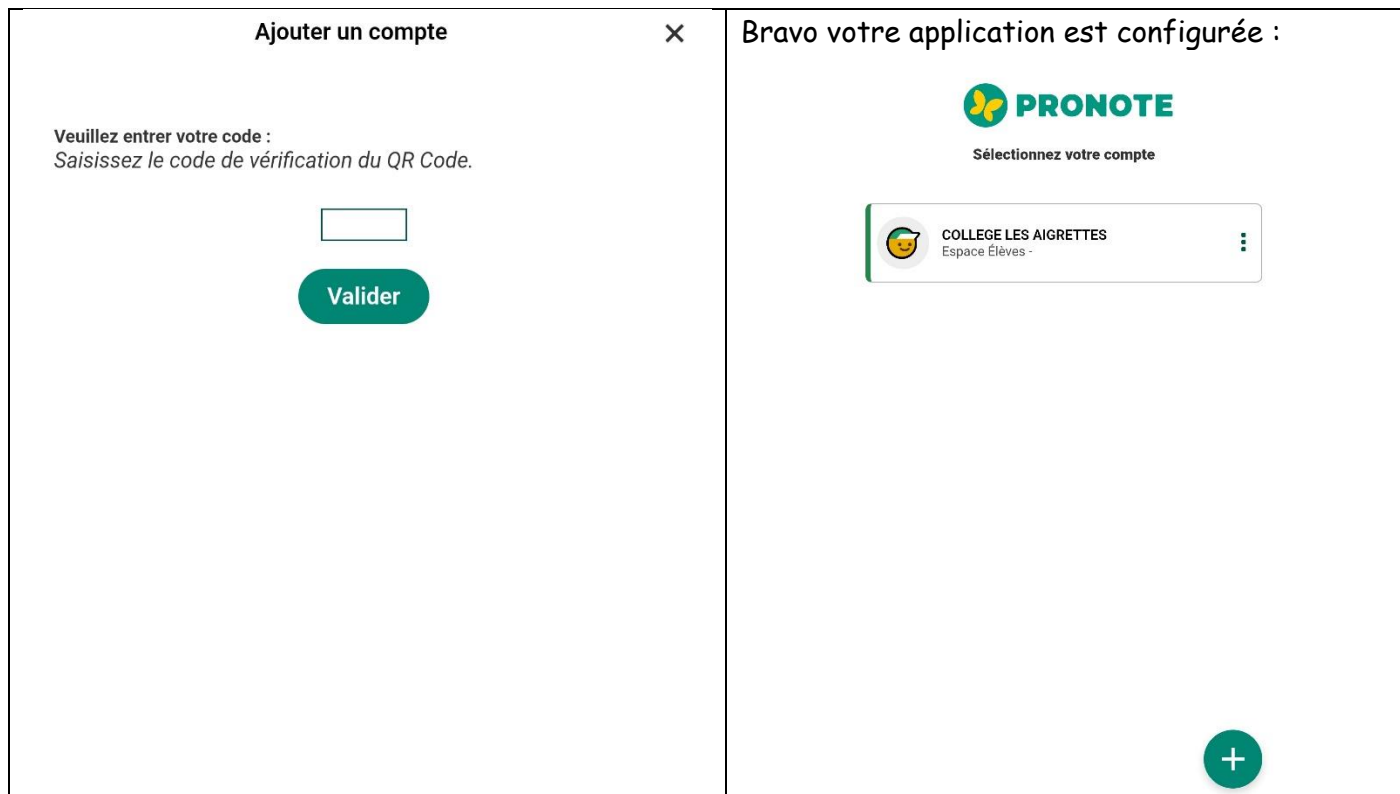 Ajouter un compte
Veuillez entrer votre code :
Saisissez le code de vérification du QR Code.
Valider
Bravo votre application est configurée :
PRONOTE
Sélectionnez votre compte
COLLEGE LES AIGRETTES
Espace Élèves -